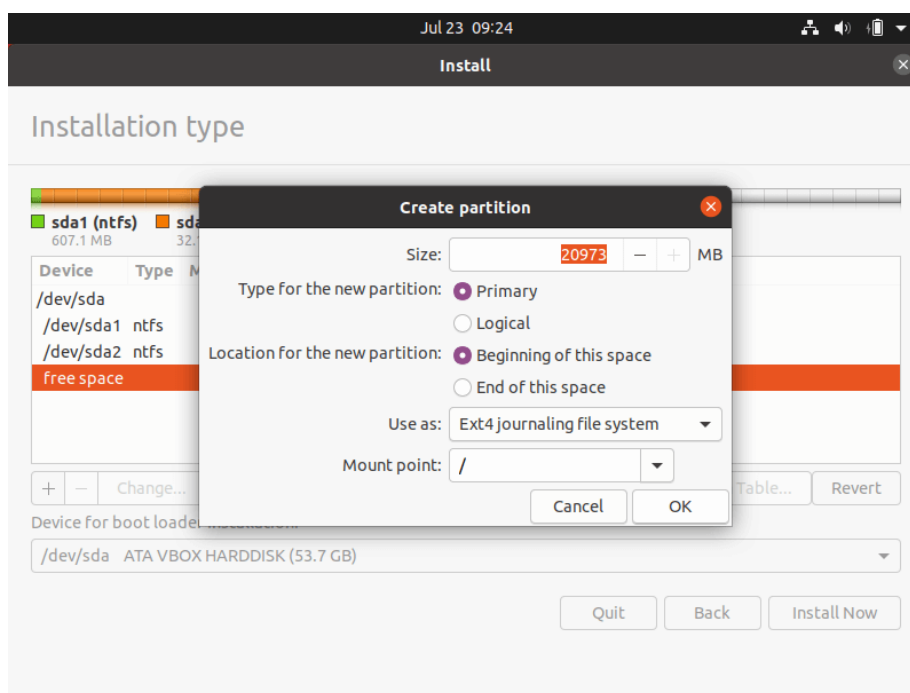 Jul 23 09:24
Install
Installation type
sda1 (ntfs)
607.1 MB
Create partition
Size: 20973 MB
Type for the new partition: Primary
Logical
Location for the new partition: Beginning of this space
End of this space
Use as: Ext4 journaling file system
Mount point: /
Cancel OK
Device Type
/dev/sda
/dev/sda1 ntfs
/dev/sda2 ntfs
free space
+ − Change... Table... Revert
Device for boot
/dev/sda ATA VBOX HARDDISK (53.7 GB)
Quit Back Install Now